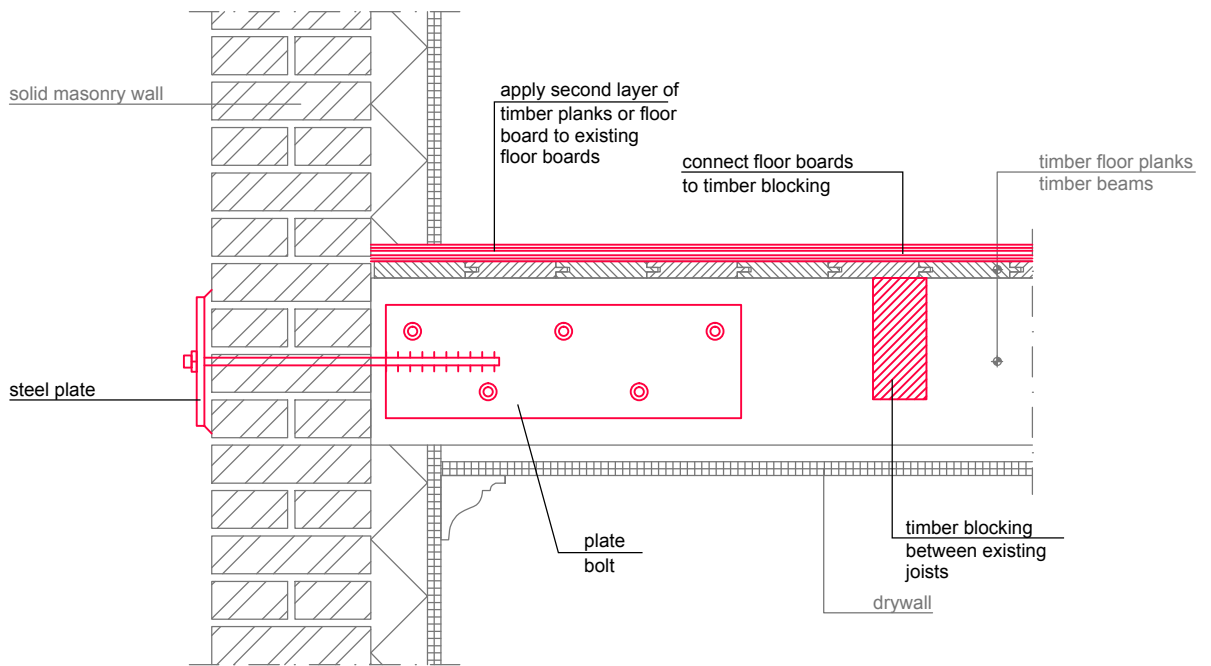 solid masonry wall
apply second layer of
timber planks or floor
board to existing
floor boards
connect floor boards
to timber blocking
timber floor planks
timber beams
steel plate
plate
bolt
timber blocking
between existing
joists
drywall